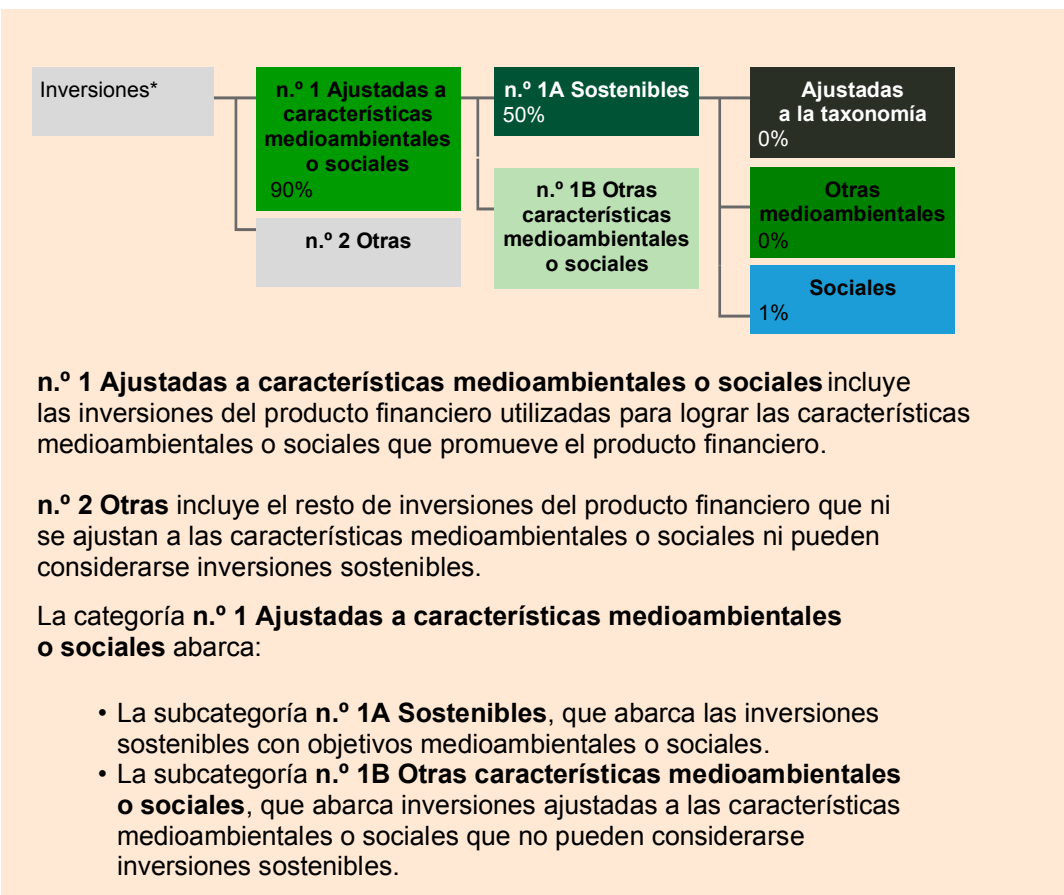 Inversiones*
n.º 1 Ajustadas a
características
medioambientales
o sociales
90%
n.º 2 Otras
n.º 1A Sostenibles
50%
n.º 1B Otras
características
medioambientales
o sociales
Ajustadas
a la taxonomía
0%
Otras
medioambientales
0%
Sociales
1%
n.º 1 Ajustadas a características medioambientales o sociales incluye
las inversiones del producto financiero utilizadas para lograr las características
medioambientales o sociales que promueve el producto financiero.
n.º 2 Otras incluye el resto de inversiones del producto financiero que ni
se ajustan a las características medioambientales o sociales ni pueden
considerarse inversiones sostenibles.
La categoría n.º 1 Ajustadas a características medioambientales
o sociales abarca:
• La subcategoría n.º 1A Sostenibles, que abarca las inversiones
sostenibles con objetivos medioambientales o sociales.
• La subcategoría n.º 1B Otras características medioambientales
o sociales, que abarca inversiones ajustadas a las características
medioambientales o sociales que no pueden considerarse
inversiones sostenibles.